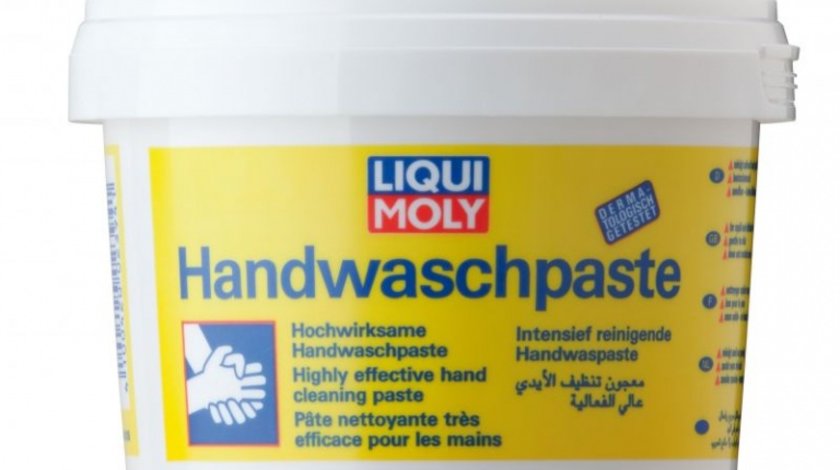 LIQUI
MOLY
DERMA-
TOLOGISCH
GETESTET
Handwaschpaste
Hochwirksame
Handwaschpaste
Highly effective hand
cleaning paste
Pâte nettoyante très
efficace pour les mains
Intensief reinigende
Handwaspaste
معجون تنظيف الأيدي
عالي الفعالية